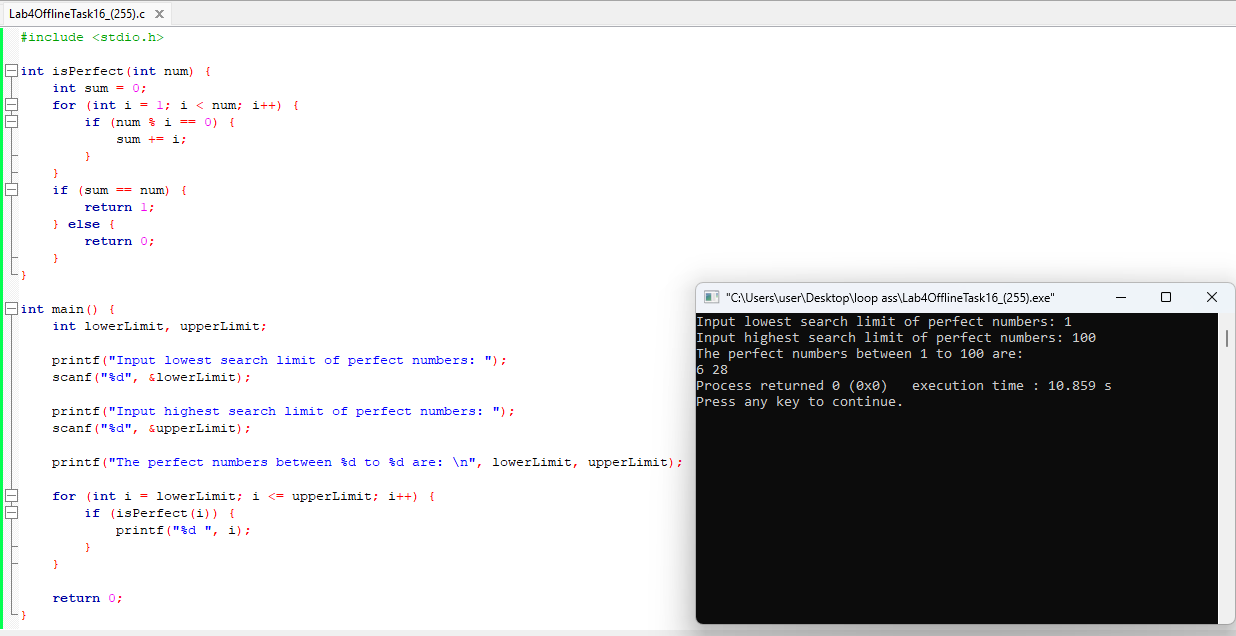 Lab4OfflineTask16_(255).c
#include <stdio.h>
int isPerfect(int num) {
int sum = 0;
for (int i = 1; i < num; i++) {
if (num % i == 0) {
sum += i;
}
}
if (sum == num) {
return 1;
} else {
return 0;
}
}
int main() {
int lowerLimit, upperLimit;
printf("Input lowest search limit of perfect numbers: ");
scanf("%d", &lowerLimit);
printf("Input highest search limit of perfect numbers: ");
scanf("%d", &upperLimit);
printf("The perfect numbers between %d to %d are: \n", lowerLimit, upperLimit);
for (int i = lowerLimit; i <= upperLimit; i++) {
if (isPerfect(i)) {
printf("%d ", i);
}
}
return 0;
}
"C:\Users\user\Desktop\loop ass\Lab4OfflineTask16_(255).exe"
Input lowest search limit of perfect numbers: 1
Input highest search limit of perfect numbers: 100
The perfect numbers between 1 to 100 are:
6 28
Process returned 0 (0x0)   execution time : 10.859 s
Press any key to continue.